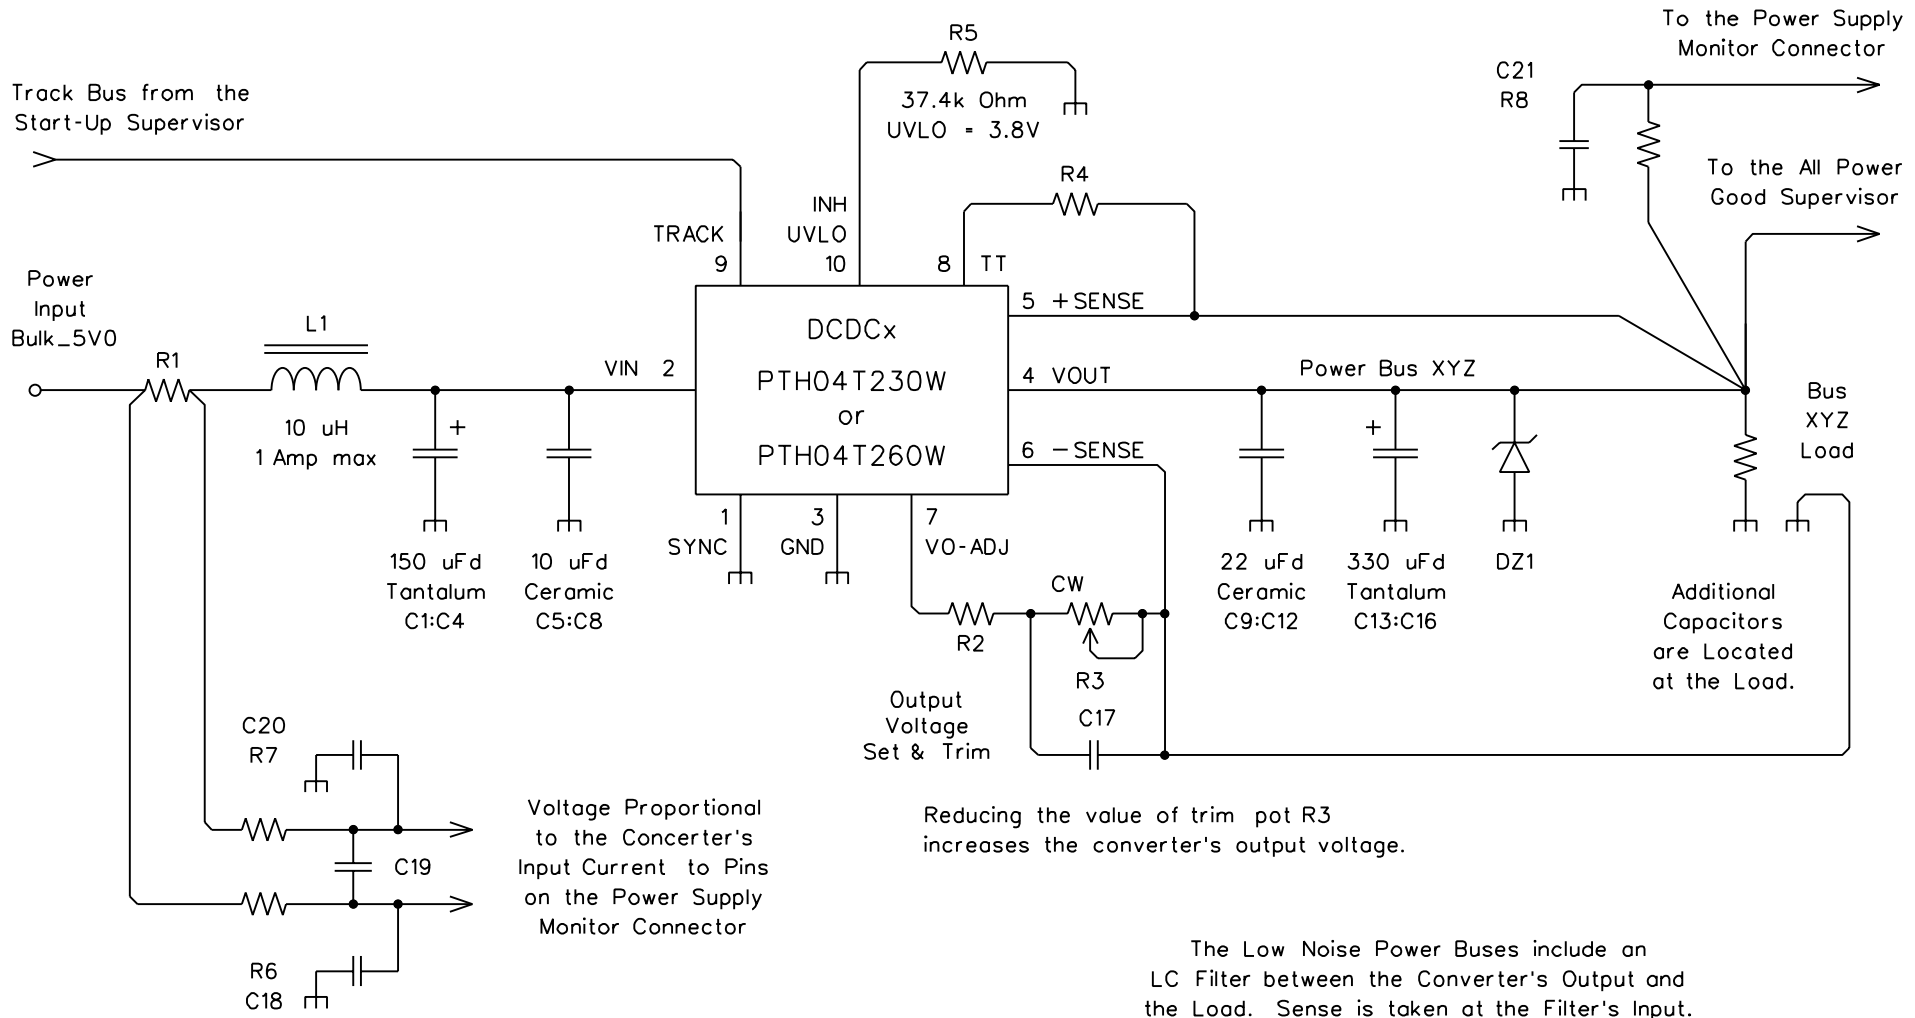 To the Power Supply
Monitor Connector
R5
C21
R8
Track Bus from the
Start-Up Supervisor
37.4k Ohm
UVLO = 3.8V
To the All Power
Good Supervisor
R4
INH
UVLO
10
TRACK
9
8 TT
Power
Input
Bulk_5V0
5 +SENSE
L1
R1
DCDCx
PTH04T230W
or
PTH04T260W
VIN 2
4 VOUT
Power Bus XYZ
Bus
XYZ
Load
10 uH
1 Amp max
+
+
6 -SENSE
1
SYNC
3
GND
7
VO-ADJ
150 uFd
Tantalum
C1:C4
10 uFd
Ceramic
C5:C8
22 uFd
Ceramic
C9:C12
330 uFd
Tantalum
C13:C16
DZ1
CW
R2
R3
C17
Additional
Capacitors
are Located
at the Load.
Output
Voltage
Set & Trim
C20
R7
C19
R6
C18
Voltage Proportional
to the Concerter's
Input Current to Pins
on the Power Supply
Monitor Connector
Reducing the value of trim pot R3
increases the converter's output voltage.
The Low Noise Power Buses include an
LC Filter between the Converter's Output and
the Load. Sense is taken at the Filter's Input.